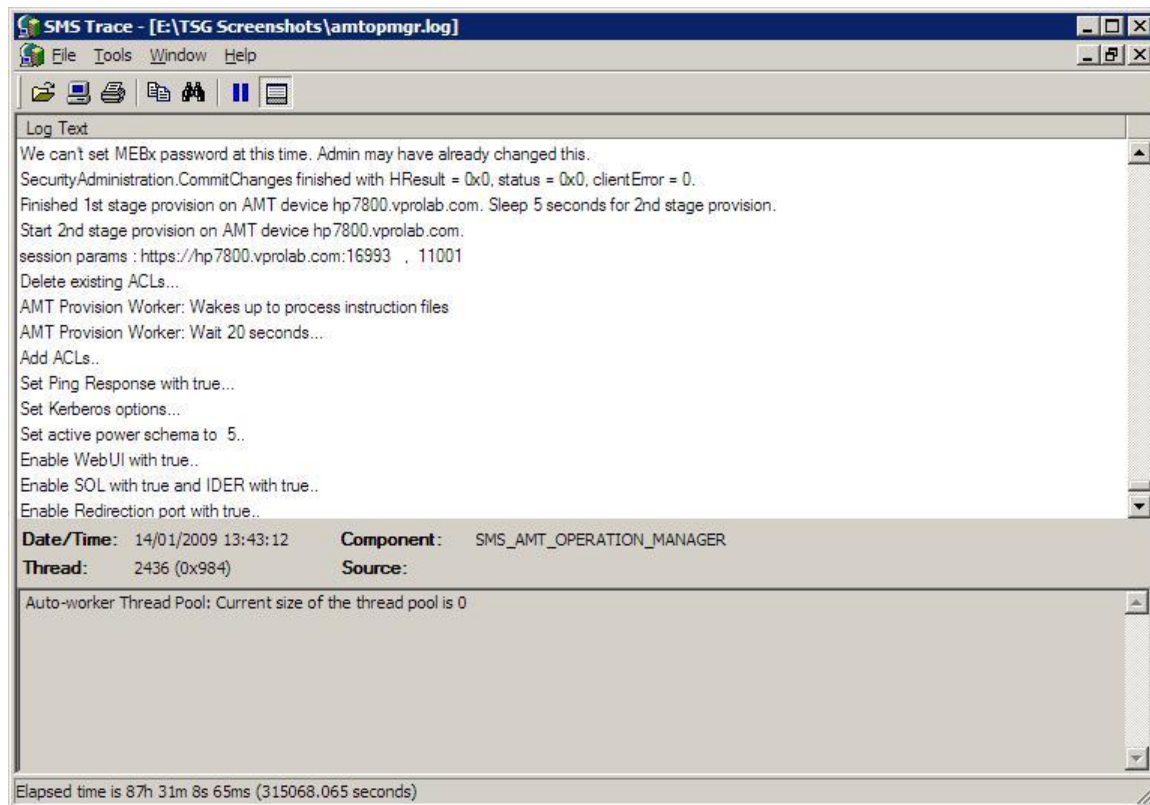 SMS Trace - [E:\TSG Screenshots\amtopmgr.log]
File Tools Window Help
Log Text
We can't set MEBx password at this time. Admin may have already changed this.
SecurityAdministration.CommitChanges finished with HResult = 0x0, status = 0x0, clientError = 0.
Finished 1st stage provision on AMT device hp7800.vprolab.com. Sleep 5 seconds for 2nd stage provision.
Start 2nd stage provision on AMT device hp7800.vprolab.com.
session params : https://hp7800.vprolab.com:16993 , 11001
Delete existing ACLs...
AMT Provision Worker: Wakes up to process instruction files
AMT Provision Worker: Wait 20 seconds...
Add ACLs..
Set Ping Response with true...
Set Kerberos options...
Set active power schema to 5..
Enable WebUI with true..
Enable SOL with true and IDER with true..
Enable Redirection port with true..
Date/Time: 14/01/2009 13:43:12 Component: SMS_AMT_OPERATION_MANAGER
Thread: 2436 (0x984) Source:
Auto-worker Thread Pool: Current size of the thread pool is 0
Elapsed time is 87h 31m 8s 65ms (315068.065 seconds)